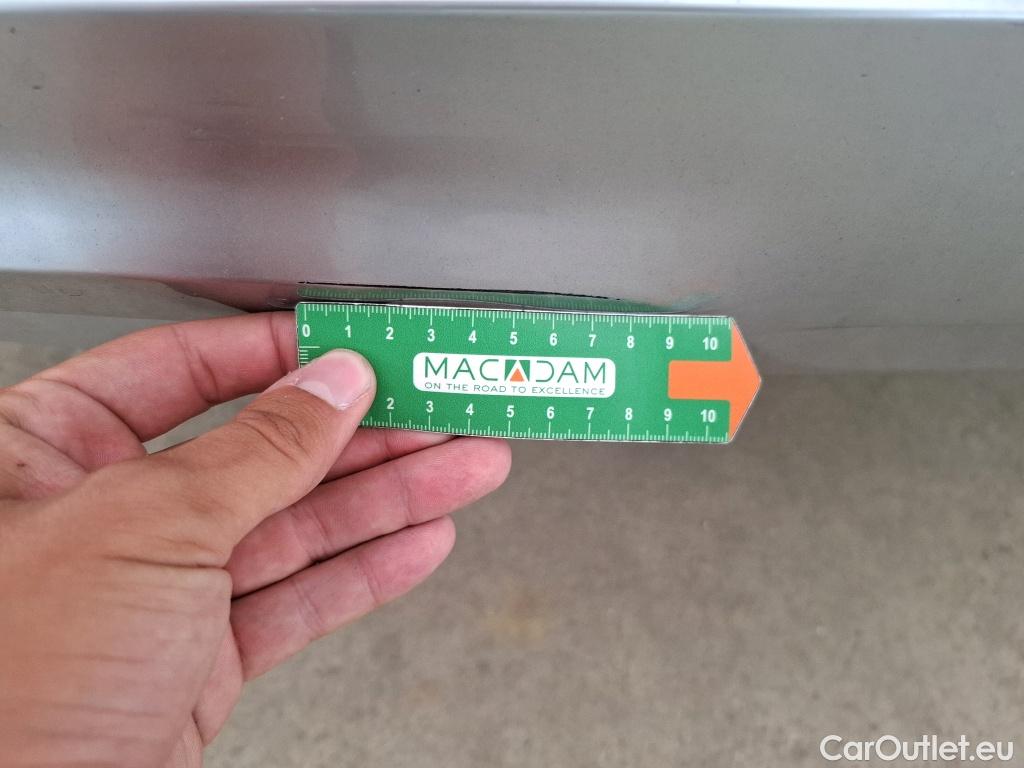 0 1 2 3 4 5 6 7 8 9 10
MACADAM
ON THE ROAD TO EXCELLENCE
2 3 4 5 6 7 8 9 10
CarOutlet.eu